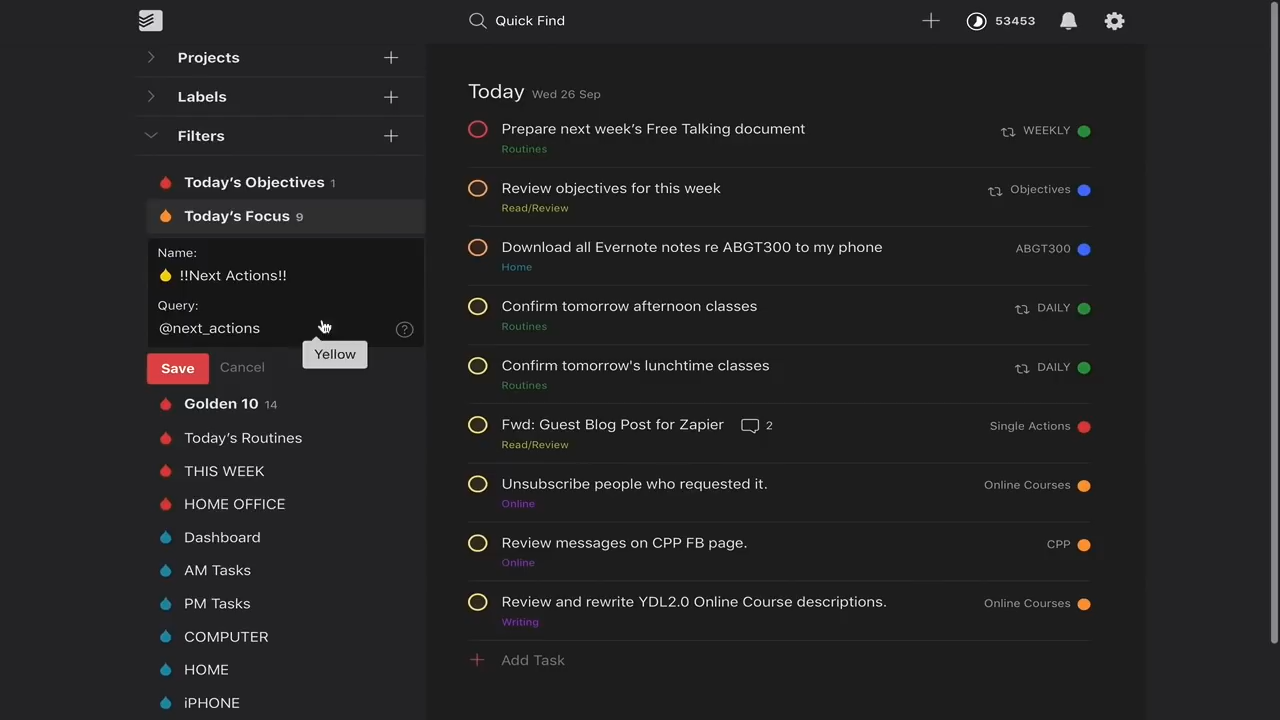 Quick Find
53453
Projects
Labels
Filters
Today's Objectives 1
Today's Focus 9
Name:
!!Next Actions!!
Query:
@next_actions
?
Yellow
Save Cancel
Golden 10 14
Today's Routines
THIS WEEK
HOME OFFICE
Dashboard
AM Tasks
PM Tasks
COMPUTER
HOME
iPHONE
Today Wed 26 Sep
Prepare next week's Free Talking document WEEKLY
Routines
Review objectives for this week Objectives
Read/Review
Download all Evernote notes re ABGT300 to my phone ABGT300
Home
Confirm tomorrow afternoon classes DAILY
Routines
Confirm tomorrow's lunchtime classes DAILY
Routines
Fwd: Guest Blog Post for Zapier 2 Single Actions
Read/Review
Unsubscribe people who requested it. Online Courses
Online
Review messages on CPP FB page. CPP
Online
Review and rewrite YDL2.0 Online Course descriptions. Online Courses
Writing
Add Task